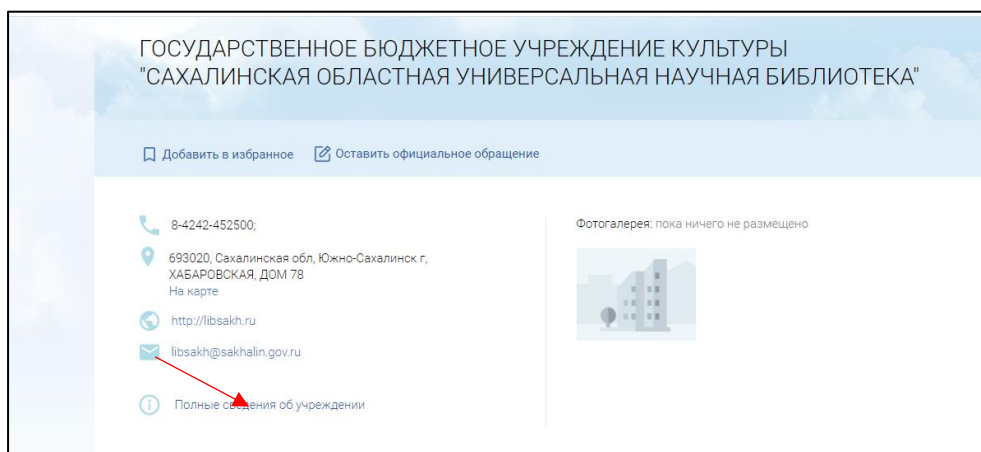 ГОСУДАРСТВЕННОЕ БЮДЖЕТНОЕ УЧРЕЖДЕНИЕ КУЛЬТУРЫ
"САХАЛИНСКАЯ ОБЛАСТНАЯ УНИВЕРСАЛЬНАЯ НАУЧНАЯ БИБЛИОТЕКА"
Добавить в избранное Оставить официальное обращение
8-4242-452500;
693020, Сахалинская обл, Южно-Сахалинск г,
ХАБАРОВСКАЯ, ДОМ 78
На карте
http://libsakh.ru
libsakh@sakhalin.gov.ru
Полные сведения об учреждении
Фотогалерея: пока ничего не размещено